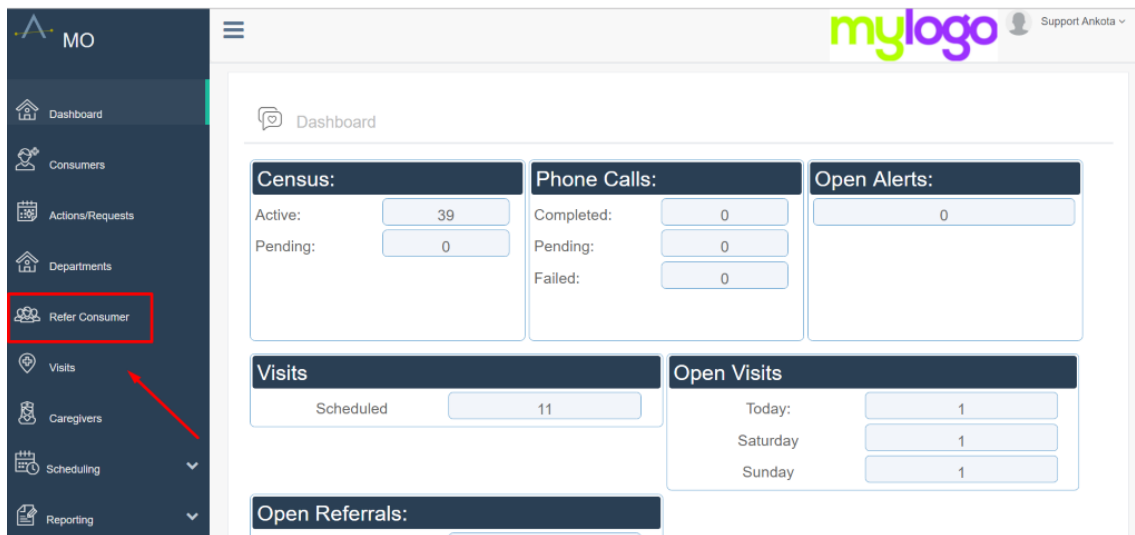 MO
mylogo
Support Ankota
Dashboard
Consumers
Actions/Requests
Departments
Refer Consumer
Visits
Caregivers
Scheduling
Reporting
Dashboard
Census:
Active: 39
Pending: 0
Phone Calls:
Completed: 0
Pending: 0
Failed: 0
Open Alerts:
0
Visits
Scheduled 11
Open Visits
Today: 1
Saturday 1
Sunday 1
Open Referrals: